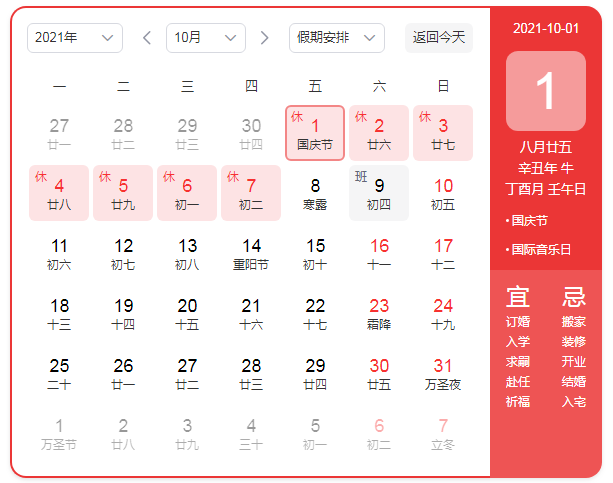 2021年 10月 假期安排 返回今天
一 二 三 四 五 六 日
27 28 29 30 休 1 休 2 休 3
廿一 廿二 廿三 廿四 国庆节 廿六 廿七
休 4 休 5 休 6 休 7 8 班 9 10
廿八 廿九 初一 初二 寒露 初四 初五
11 12 13 14 15 16 17
初六 初七 初八 重阳节 初十 十一 十二
18 19 20 21 22 23 24
十三 十四 十五 十六 十七 霜降 十九
25 26 27 28 29 30 31
二十 廿一 廿二 廿三 廿四 廿五 万圣夜
1 2 3 4 5 6 7
万圣节 廿八 廿九 三十 初一 初二 立冬
2021-10-01
1
八月廿五
辛丑年 牛
丁酉月 壬午日
• 国庆节
• 国际音乐日
宜 忌
订婚 搬家
入学 装修
求嗣 开业
赴任 结婚
祈福 入宅